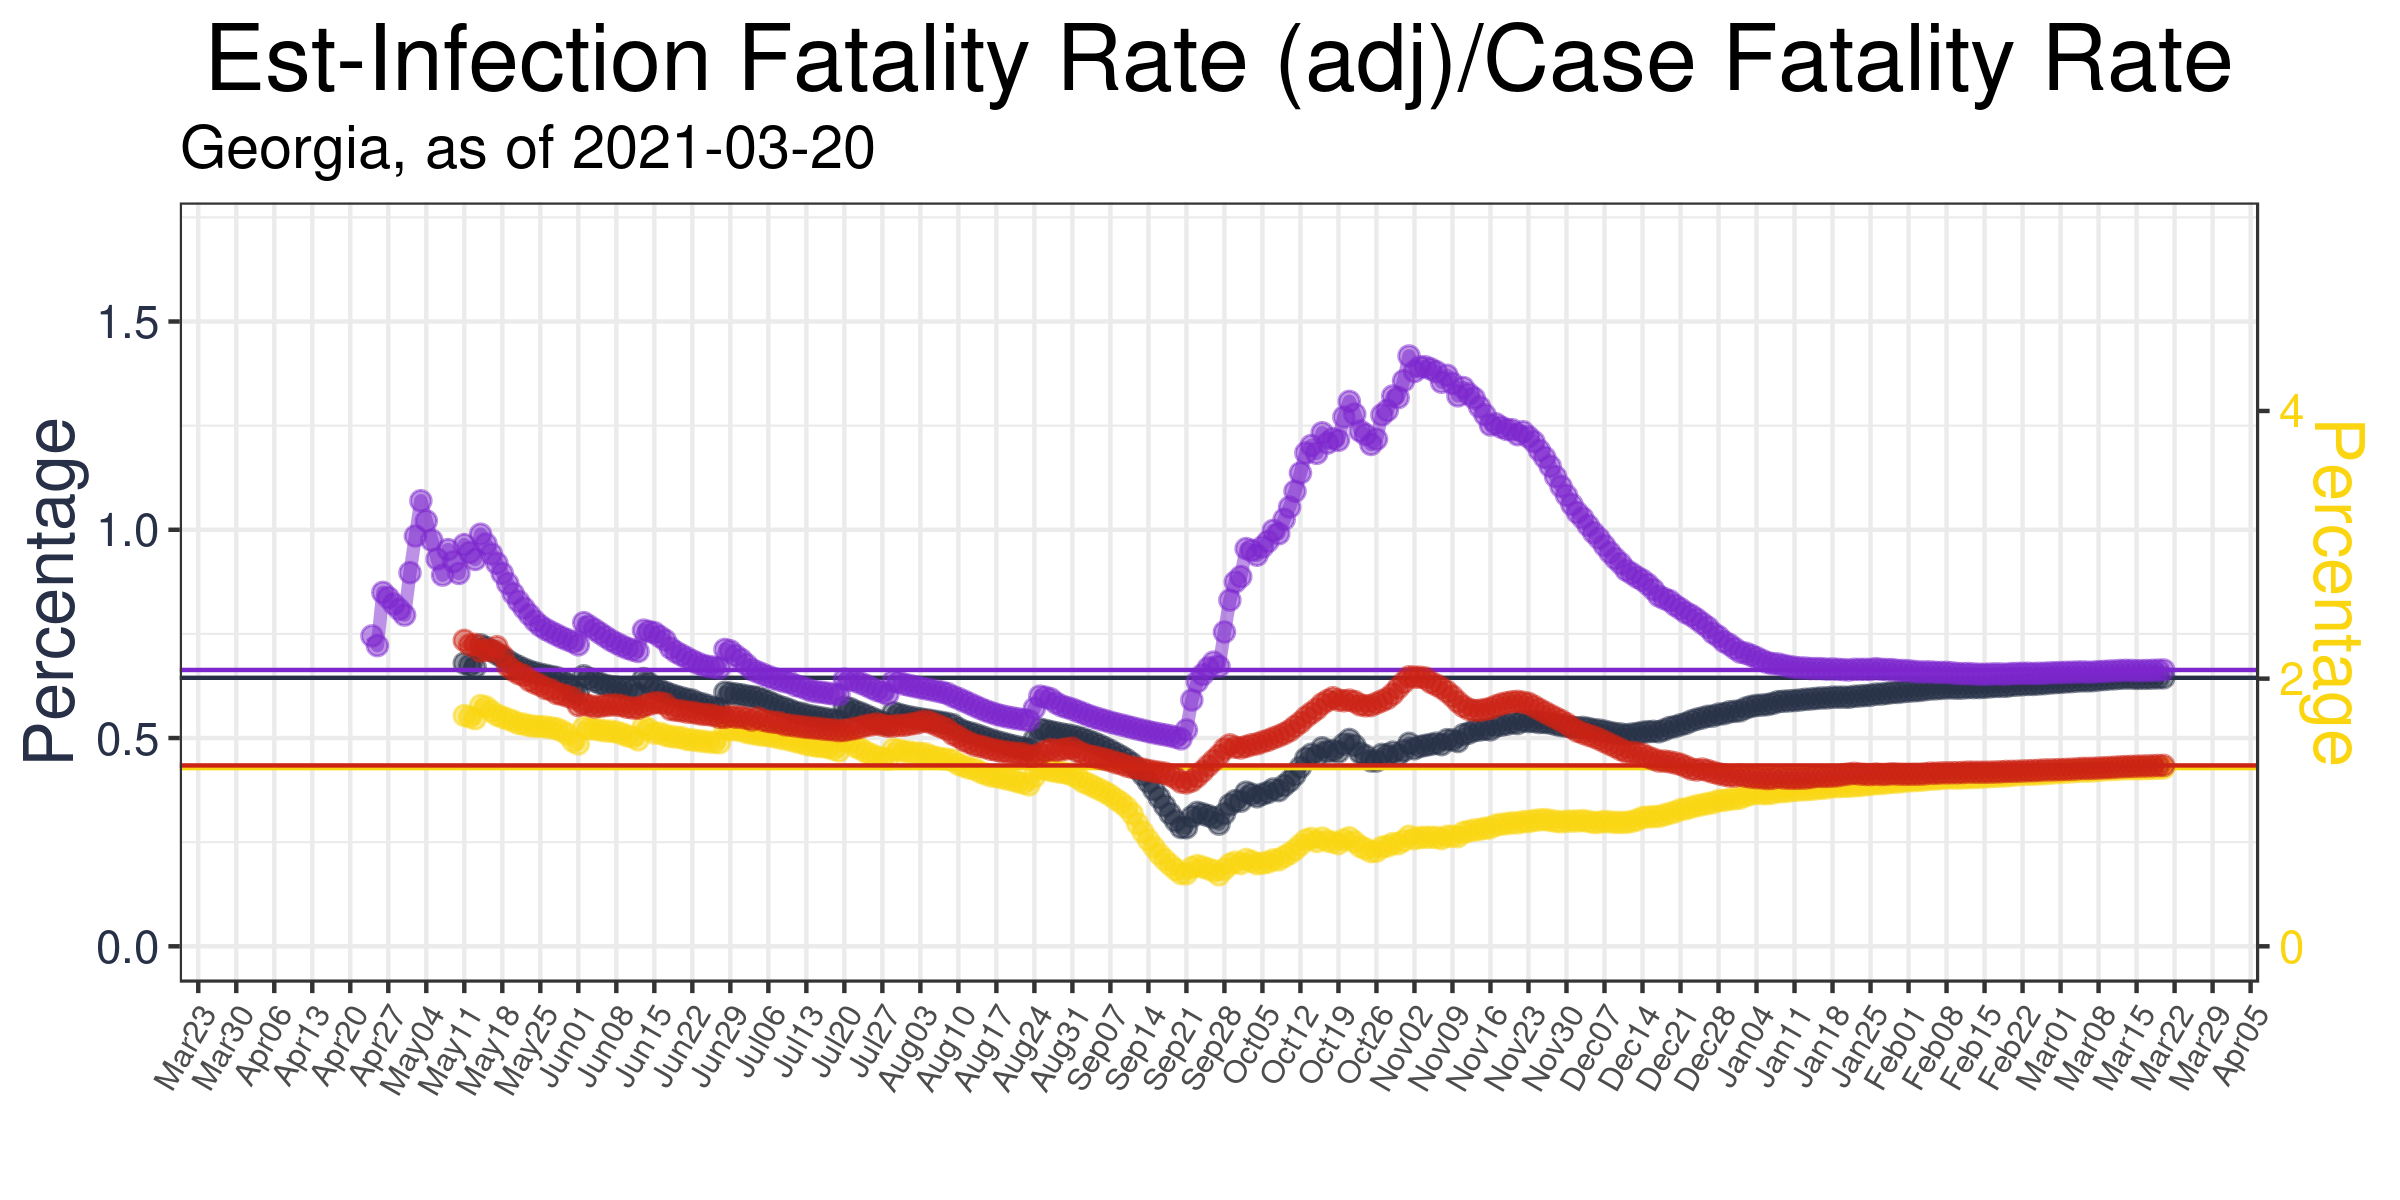 Est-Infection Fatality Rate (adj)/Case Fatality Rate
Georgia, as of 2021-03-20
Percentage
1.5
1.0
0.5
0.0
4
2
0
Percentage
Mar23
Mar30
Apr06
Apr13
Apr20
Apr27
May04
May11
May18
May25
Jun01
Jun08
Jun15
Jun22
Jun29
Jul06
Jul13
Jul20
Jul27
Aug03
Aug10
Aug17
Aug24
Aug31
Sep07
Sep14
Sep21
Sep28
Oct05
Oct12
Oct19
Oct26
Nov02
Nov09
Nov16
Nov23
Nov30
Dec07
Dec14
Dec21
Dec28
Jan04
Jan11
Jan18
Jan25
Feb01
Feb08
Feb15
Feb22
Mar01
Mar08
Mar15
Mar22
Mar29
Apr05